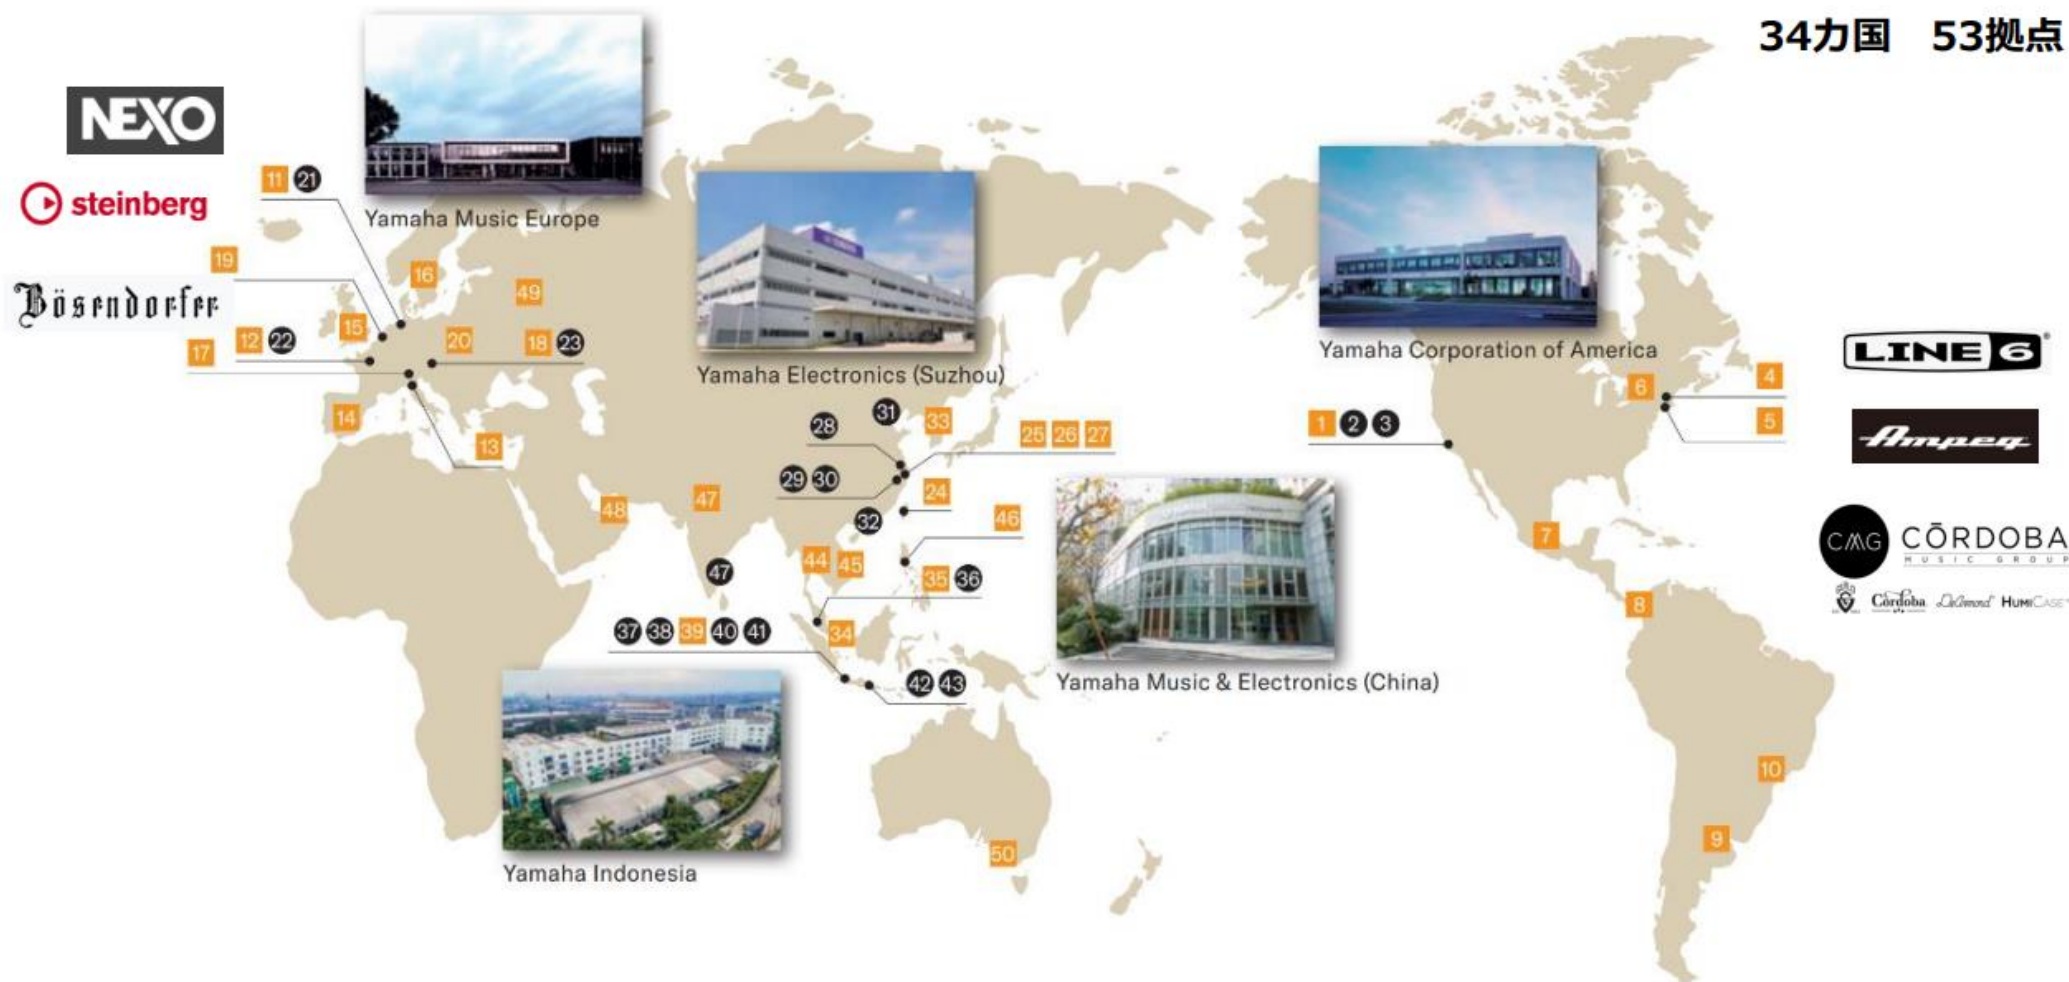 34カ国 53拠点
NEXO
steinberg
Bösendorfer
Yamaha Music Europe
Yamaha Electronics (Suzhou)
Yamaha Corporation of America
Yamaha Music & Electronics (China)
Yamaha Indonesia
LINE 6
Ampeg
CMG CÓRDOBA
MUSIC GROUP
Córdoba DeArmond HUMICASE
11 21
19
16
49
15
12 22
20
18 23
17
14
13
31
33
28
25 26 27
29 30
24
47
48
32
46
44 45
47
35 36
37 38 39 40 41
34
42 43
50
1 2 3
6
4
5
7
8
10
9